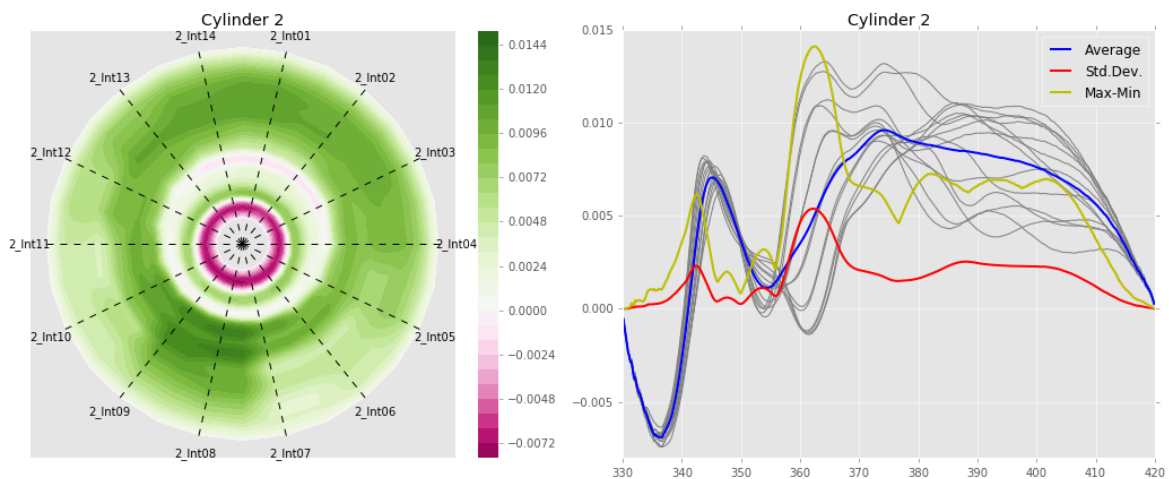 Cylinder 2
2_Int14
2_Int01
2_Int13
2_Int02
2_Int12
2_Int03
2_Int11
2_Int04
2_Int10
2_Int05
2_Int09
2_Int06
2_Int08
2_Int07
0.0144
0.0120
0.0096
0.0072
0.0048
0.0024
0.0000
−0.0024
−0.0048
−0.0072
Cylinder 2
0.015
0.010
0.005
0.000
−0.005
Average
Std.Dev.
Max-Min
330 340 350 360 370 380 390 400 410 420